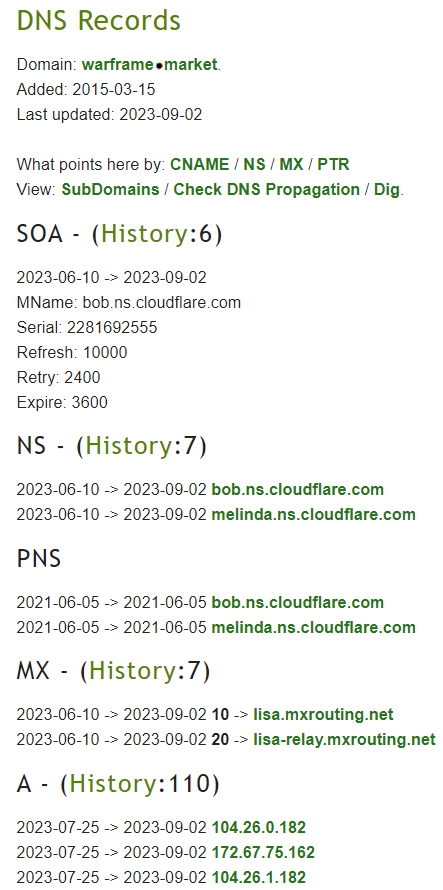 DNS Records
Domain: warframe●market.
Added: 2015-03-15
Last updated: 2023-09-02
What points here by: CNAME / NS / MX / PTR
View: SubDomains / Check DNS Propagation / Dig.
SOA - (History:6)
2023-06-10 -> 2023-09-02
MName: bob.ns.cloudflare.com
Serial: 2281692555
Refresh: 10000
Retry: 2400
Expire: 3600
NS - (History:7)
2023-06-10 -> 2023-09-02 bob.ns.cloudflare.com
2023-06-10 -> 2023-09-02 melinda.ns.cloudflare.com
PNS
2021-06-05 -> 2021-06-05 bob.ns.cloudflare.com
2021-06-05 -> 2021-06-05 melinda.ns.cloudflare.com
MX - (History:7)
2023-06-10 -> 2023-09-02 10 -> lisa.mxrouting.net
2023-06-10 -> 2023-09-02 20 -> lisa-relay.mxrouting.net
A - (History:110)
2023-07-25 -> 2023-09-02 104.26.0.182
2023-07-25 -> 2023-09-02 172.67.75.162
2023-07-25 -> 2023-09-02 104.26.1.182